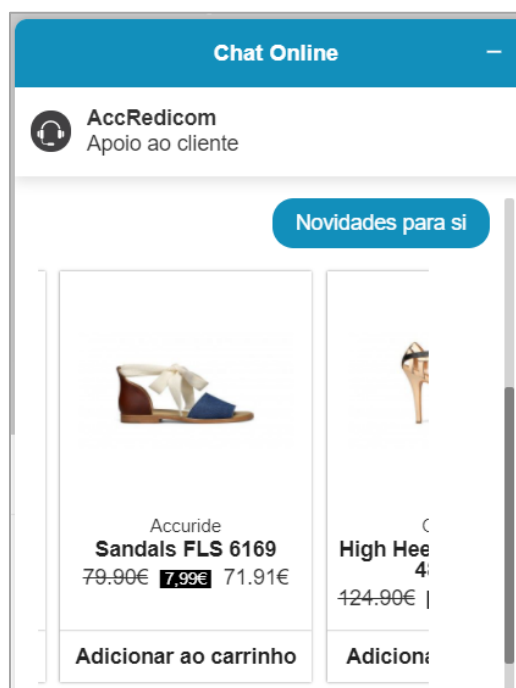 Chat Online
AccRedicom
Apoio ao cliente
Novidades para si
Accuride
Sandals FLS 6169
79.90€ 7,99€ 71.91€
Adicionar ao carrinho
High
124.90€